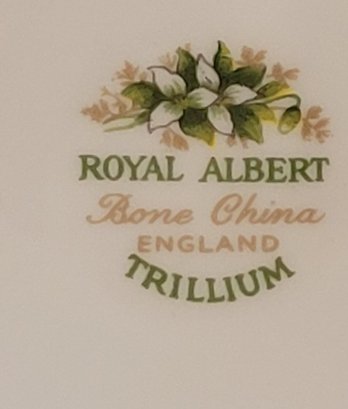 ROYAL ALBERT
Bone China
ENGLAND
TRILLIUM